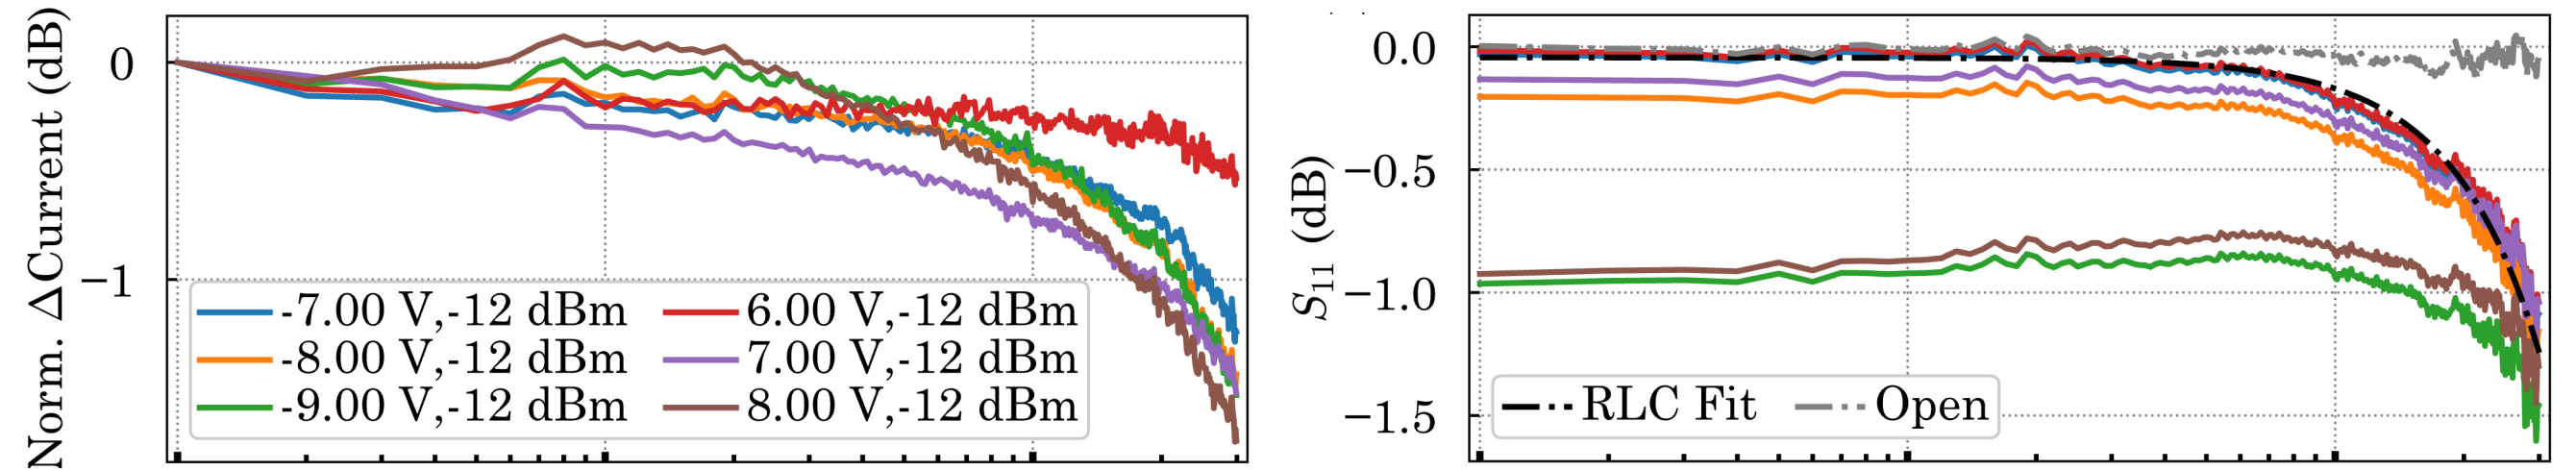 Norm. ΔCurrent (dB)
0
−1
-7.00 V,-12 dBm
-8.00 V,-12 dBm
-9.00 V,-12 dBm
6.00 V,-12 dBm
7.00 V,-12 dBm
8.00 V,-12 dBm
S11 (dB)
0.0
−0.5
−1.0
−1.5
RLC Fit
Open